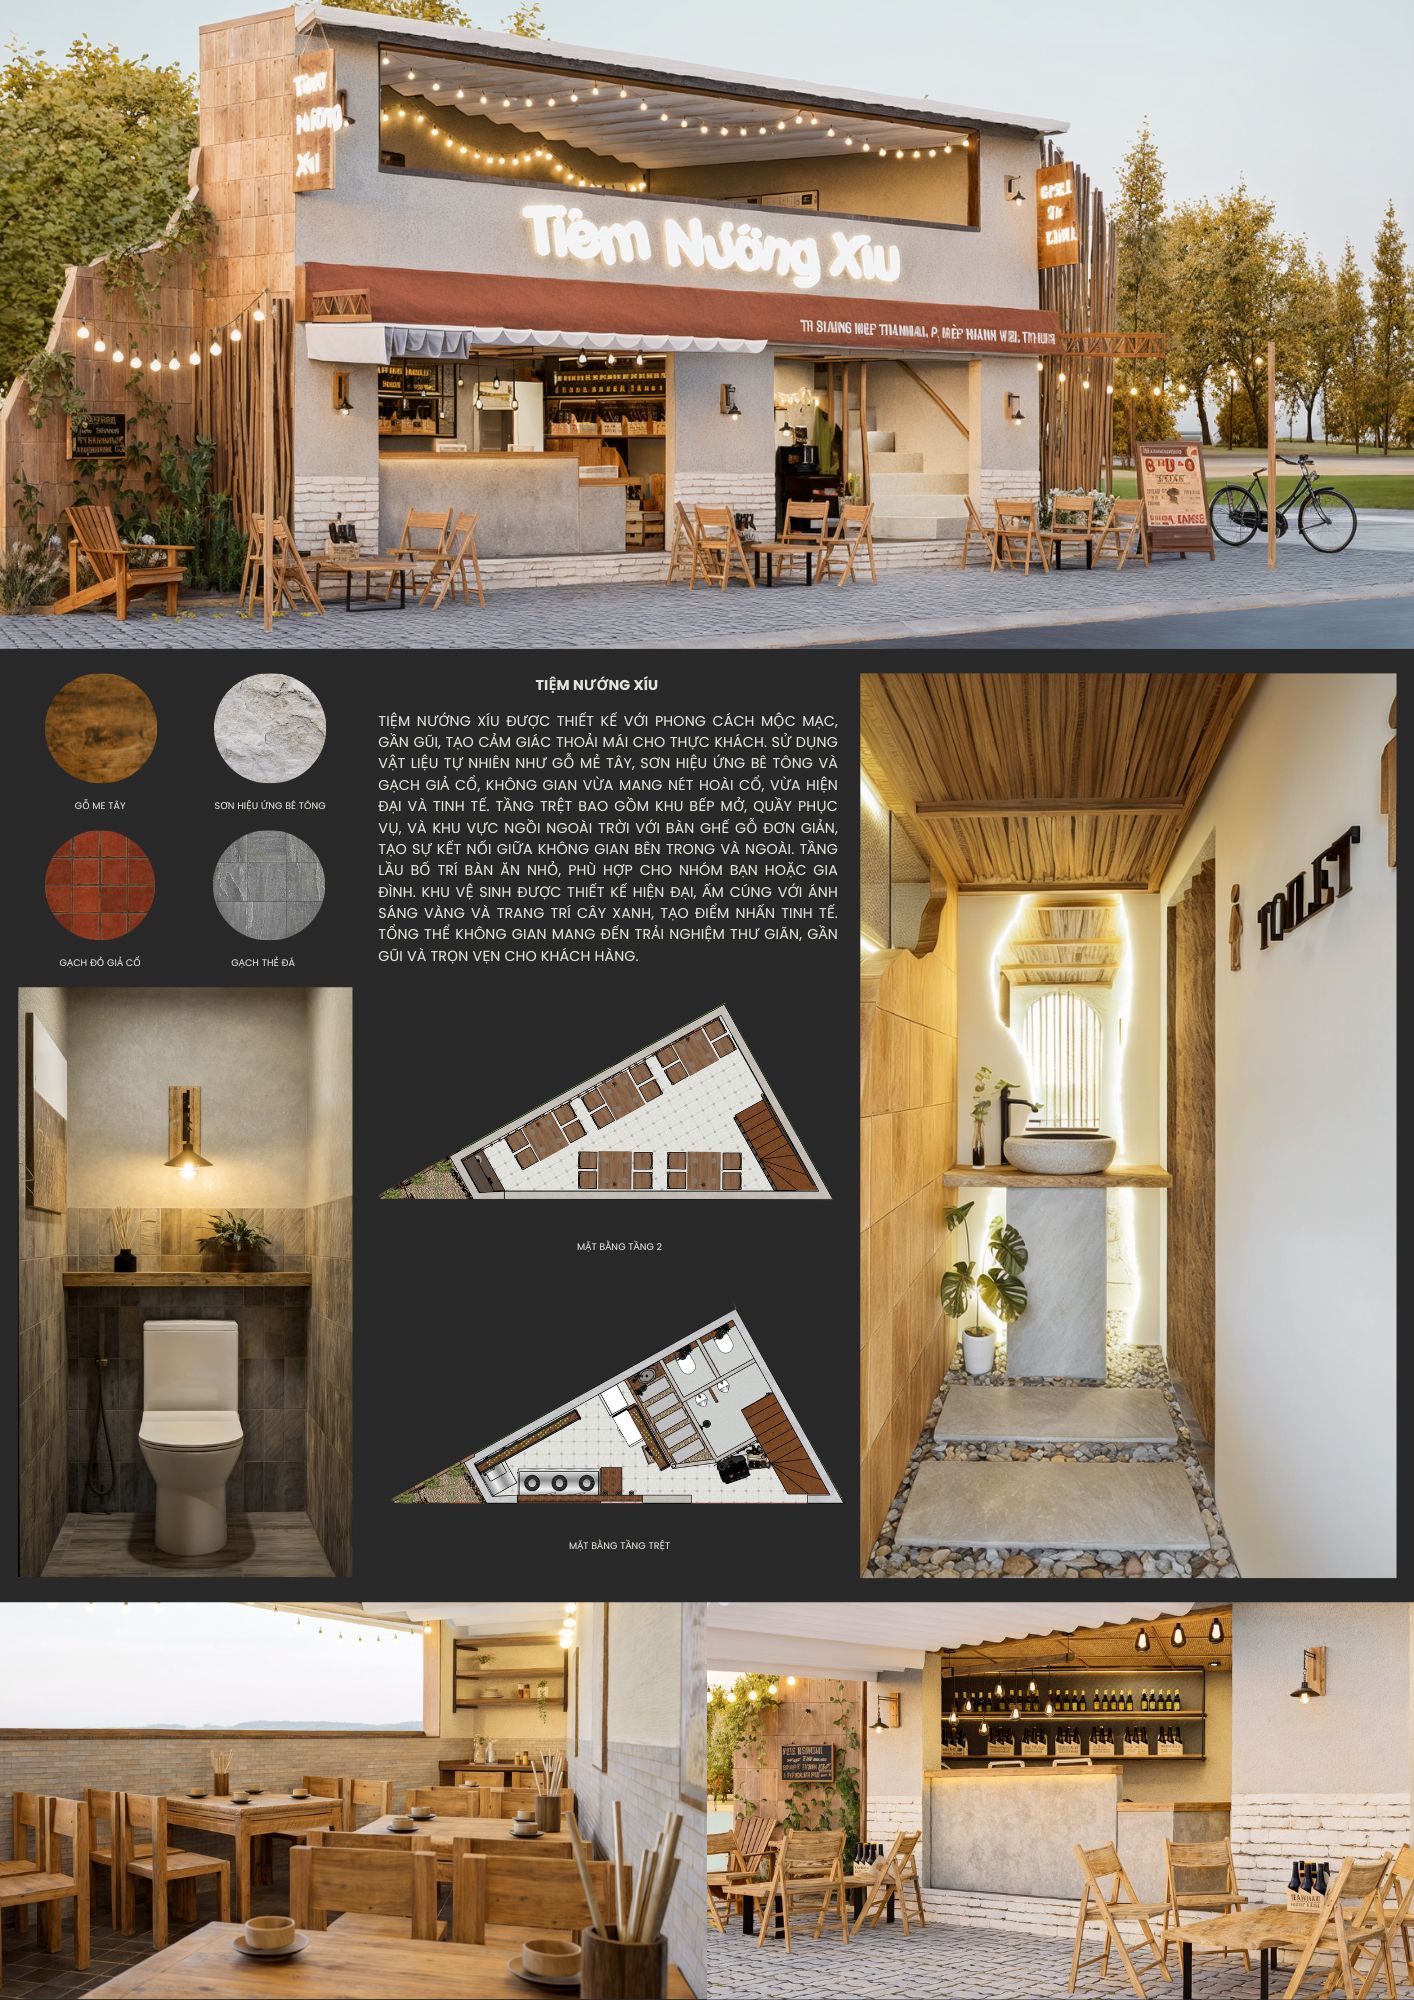 Tiệm
Nướng
Xíu
Tiệm Nướng Xíu
TIỆM NƯỚNG XÍU
TIỆM NƯỚNG XÍU ĐƯỢC THIẾT KẾ VỚI PHONG CÁCH MỘC MẠC,
GẦN GŨI, TẠO CẢM GIÁC THOẢI MÁI CHO THỰC KHÁCH. SỬ DỤNG
VẬT LIỆU TỰ NHIÊN NHƯ GỖ MẺ TÂY, SƠN HIỆU ỨNG BÊ TÔNG VÀ
GẠCH GIẢ CỔ, KHÔNG GIAN VỪA MANG NÉT HOÀI CỔ, VỪA HIỆN
ĐẠI VÀ TINH TẾ. TẦNG TRỆT BAO GỒM KHU BẾP MỞ, QUẦY PHỤC
VỤ, VÀ KHU VỰC NGỒI NGOÀI TRỜI VỚI BÀN GHẾ GỖ ĐƠN GIẢN,
TẠO SỰ KẾT NỐI GIỮA KHÔNG GIAN BÊN TRONG VÀ NGOÀI. TẦNG
LẦU BỐ TRÍ BÀN ĂN NHỎ, PHÙ HỢP CHO NHÓM BẠN HOẶC GIA
ĐÌNH. KHU VỆ SINH ĐƯỢC THIẾT KẾ HIỆN ĐẠI, ẤM CÚNG VỚI ÁNH
SÁNG VÀNG VÀ TRANG TRÍ CÂY XANH, TẠO ĐIỂM NHẤN TINH TẾ.
TỔNG THỂ KHÔNG GIAN MANG ĐẾN TRẢI NGHIỆM THƯ GIÃN, GẦN
GŨI VÀ TRỌN VẸN CHO KHÁCH HÀNG.
GỖ ME TÂY
SƠN HIỆU ỨNG BÊ TÔNG
GẠCH ĐỎ GIẢ CỔ
GẠCH THẺ ĐÁ
TOILET
MẶT BẰNG TẦNG 2
MẶT BẰNG TẦNG TRỆT